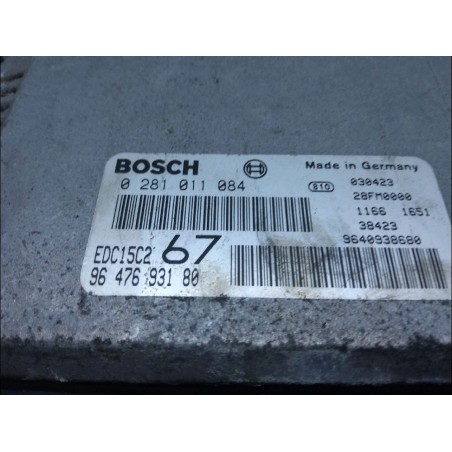 BOSCH Made in Germany
0 281 011 084 810 030423
28FM0000
1166 1651
38423
EDC15C2 67 9640938680
96 476 931 80